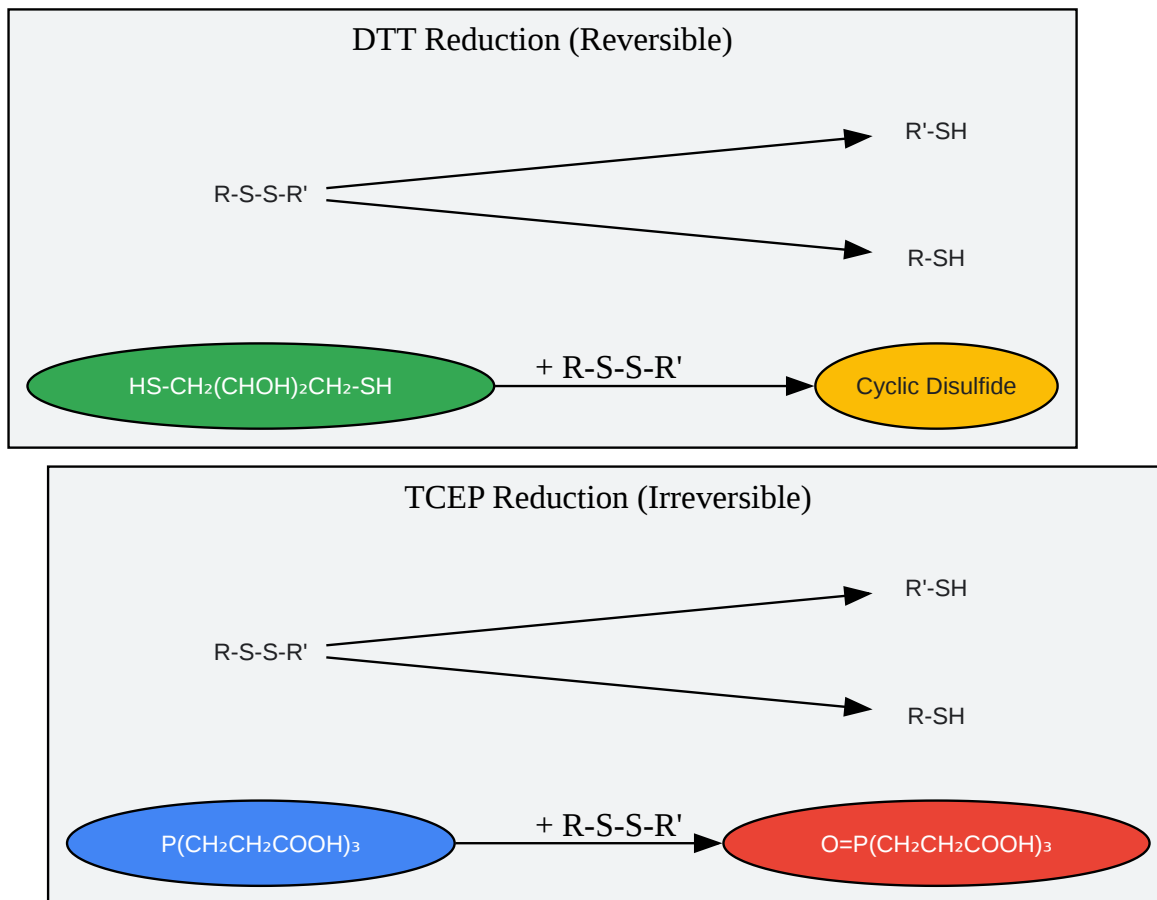 DTT Reduction (Reversible)
R'-SH
R-S-S-R'
R-SH
+ R-S-S-R'
HS-CH₂(CHOH)₂CH₂-SH
Cyclic Disulfide
TCEP Reduction (Irreversible)
R'-SH
R-S-S-R'
R-SH
+ R-S-S-R'
P(CH₂CH₂COOH)₃
O=P(CH₂CH₂COOH)₃